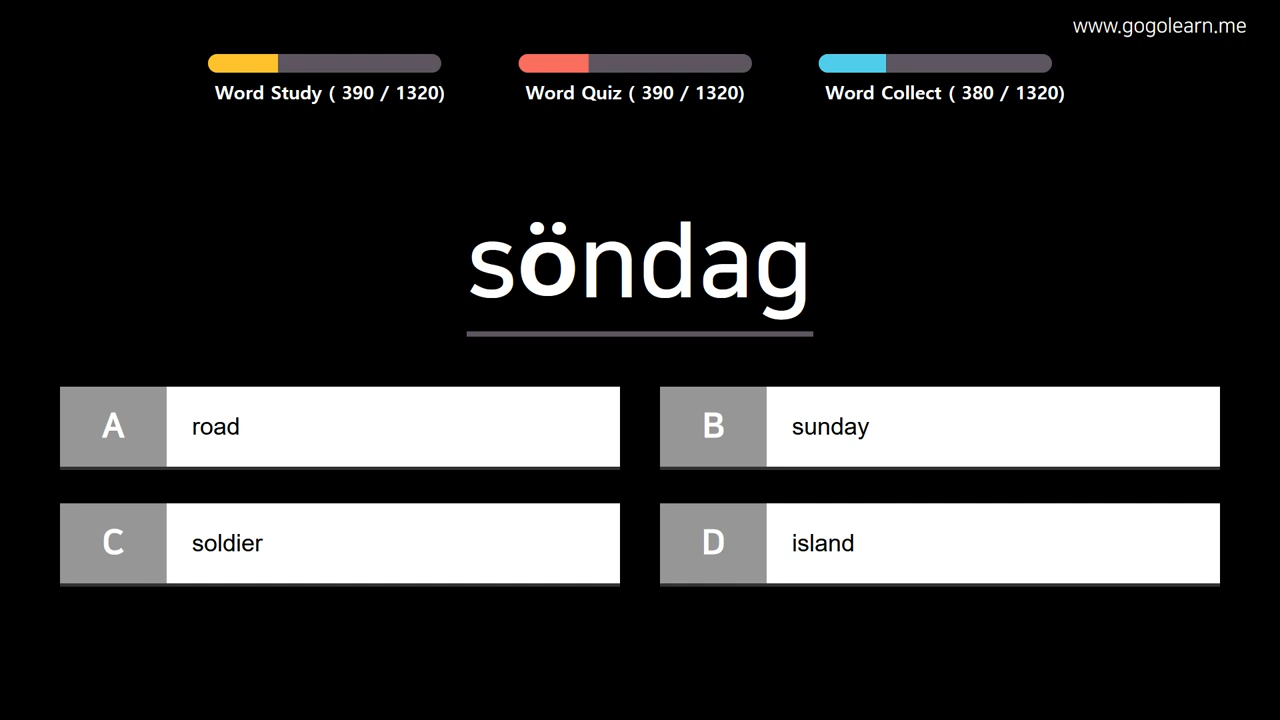 www.gogolearn.me
Word Study ( 390 / 1320)
Word Quiz ( 390 / 1320)
Word Collect ( 380 / 1320)
söndag
A road
B sunday
C soldier
D island